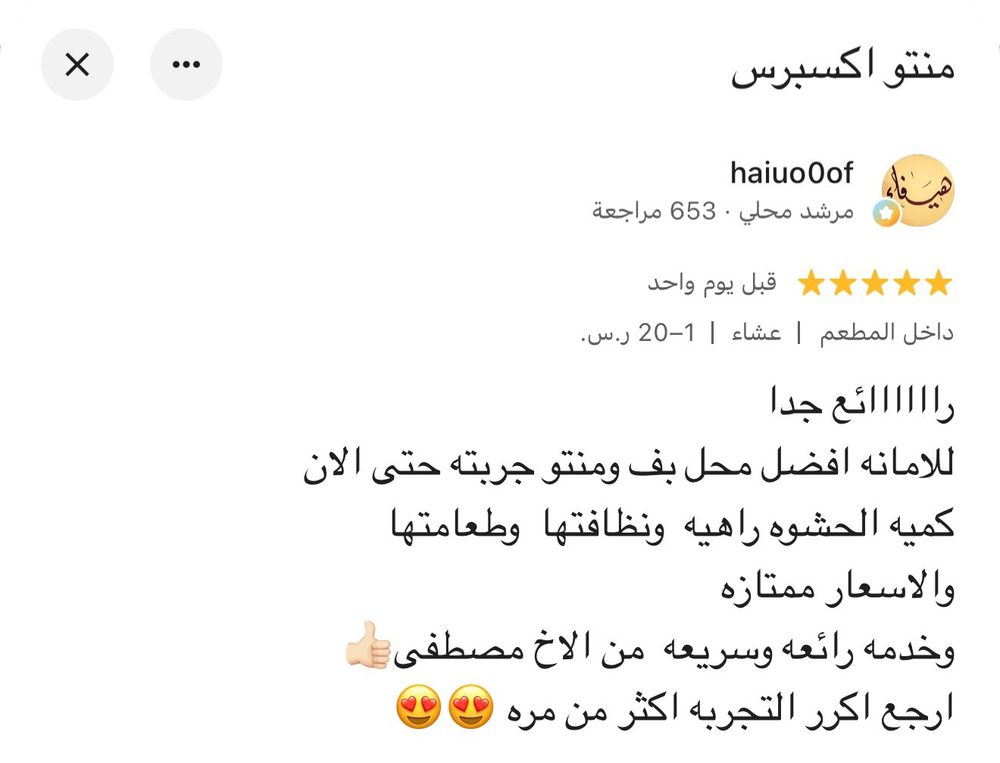 منتو اكسبرس
هيفاء
haiuo0of
مرشد محلي · 653 مراجعة
قبل يوم واحد
داخل المطعم | عشاء | 1–20 ر.س.
راااااائع جدا
للامانه افضل محل بف ومنتو جربته حتى الان
كميه الحشوه راهيه ونظافتها وطعامتها
والاسعار ممتازه
وخدمه رائعه وسريعه من الاخ مصطفى👍🏻
ارجع اكرر التجربه اكثر من مره 😍😍